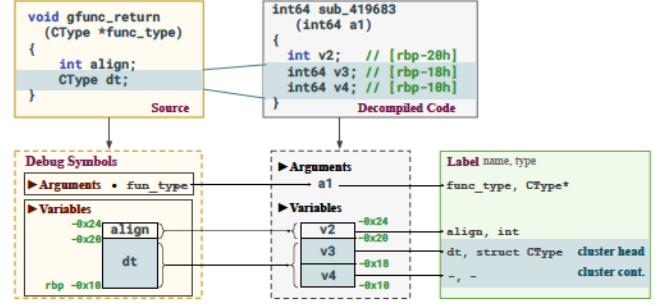 void gfunc_return
(CType *func_type)
{
int align;
CType dt;
}
Source
int64 sub_419683
(int64 a1)
{
int v2; // [rbp-20h]
int64 v3; // [rbp-18h]
int64 v4; // [rbp-10h]
}
Decompiled Code
Debug Symbols
▶Arguments • fun_type
▶Variables
-0x24
align
-0x20
dt
rbp -0x10
▶Arguments
a1
▶Variables
-0x24
v2
-0x20
v3
-0x18
v4
-0x10
Label name, type
func_type, CType*
align, int
dt, struct CType cluster head
-, - cluster cont.